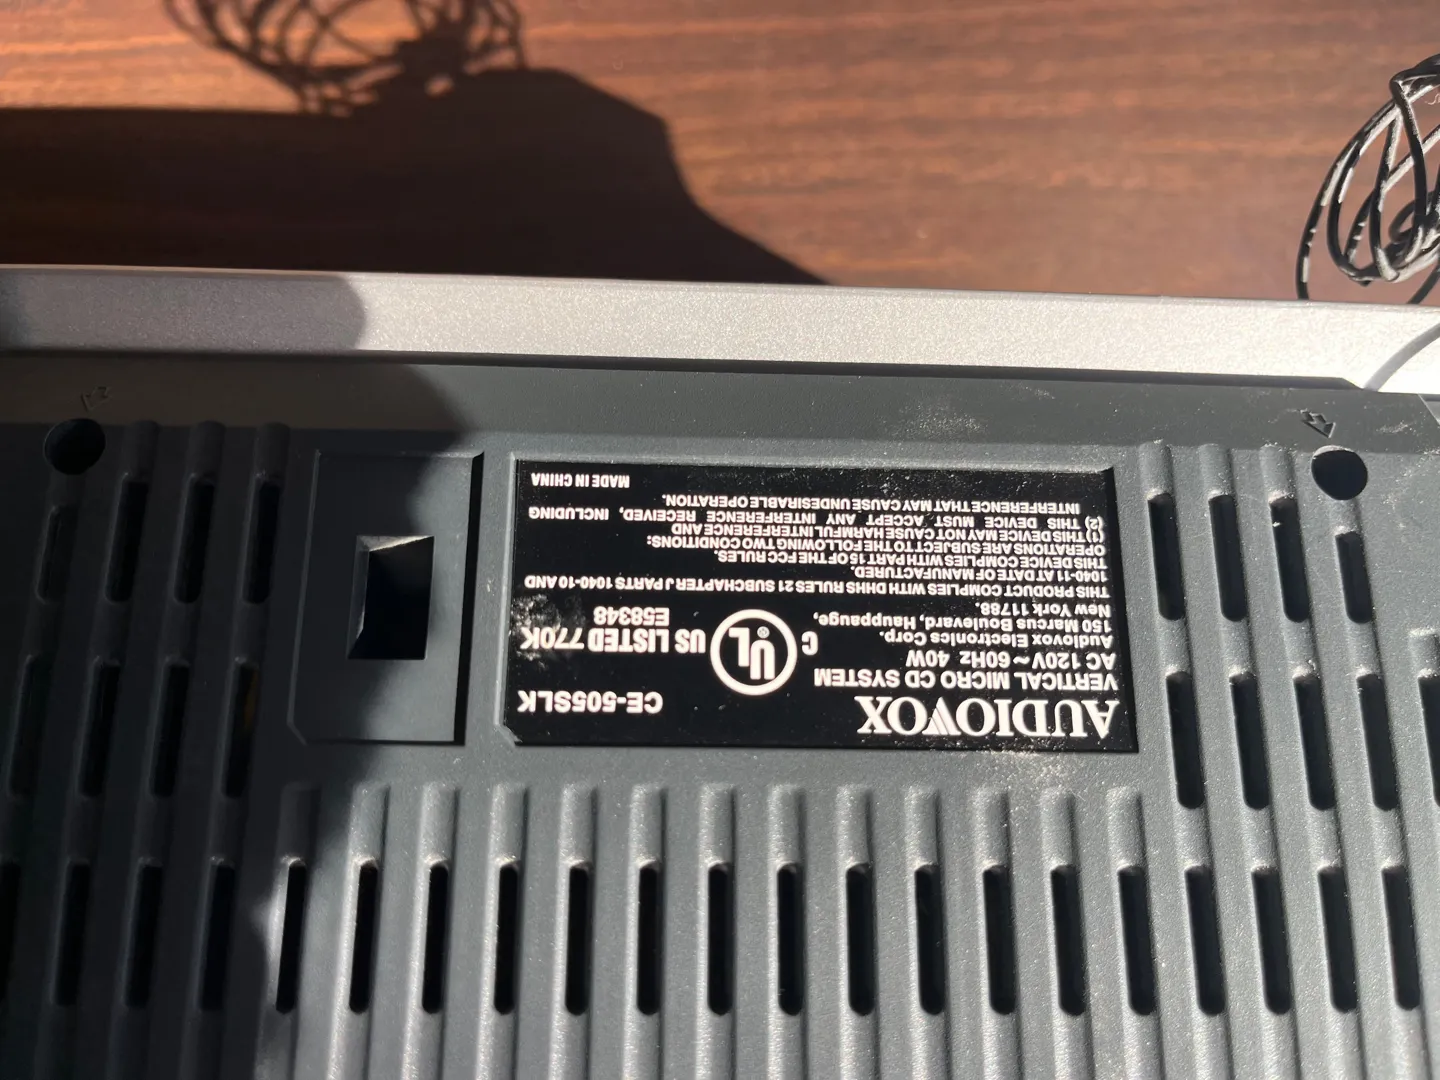 AUDIOVOX
CE-505SLK
VERTICAL MICRO CD SYSTEM
AC 120V~60Hz 40W
Audiovox Electronics Corp.
150 Marcus Boulevard, Hauppauge,
New York 11788.
C UL ® US LISTED 770K
E58348
THIS PRODUCT COMPLIES WITH DHHS RULES 21 SUBCHAPTER J PARTS 1040-10 AND
1040-11 AT DATE OF MANUFACTURED.
THIS DEVICE COMPLIES WITH PART 15 OF THE FCC RULES.
OPERATIONS ARE SUBJECT TO THE FOLLOWING TWO CONDITIONS:
(1) THIS DEVICE MAY NOT CAUSE HARMFUL INTERFERENCE AND
(2) THIS DEVICE MUST ACCEPT ANY INTERFERENCE RECEIVED, INCLUDING
INTERFERENCE THAT MAY CAUSE UNDESIRABLE OPERATION.
MADE IN CHINA